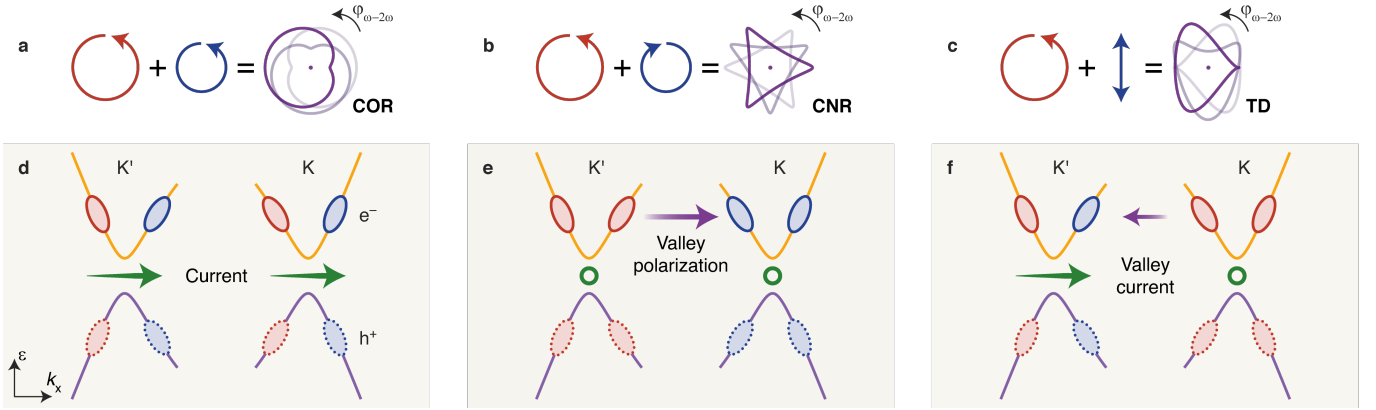 a
+
=
φω−2ω
COR
b
+
=
φω−2ω
CNR
c
+
=
φω−2ω
TD
d
K'
K
e−
Current
h+
ε
kx
e
K'
K
Valley
polarization
f
K'
K
Valley
current